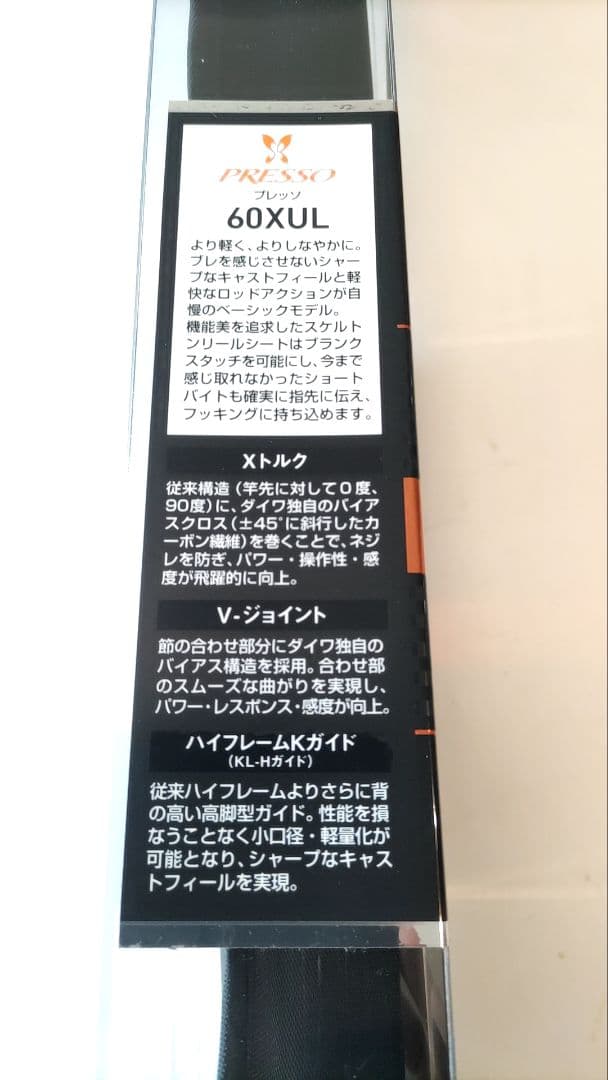 PRESSO
プレッソ
60XUL
より軽く、よりしなやかに。
ブレを感じさせないシャー
プなキャストフィールと軽
快なロッドアクションが自
慢のベーシックモデル。
機能美を追求したスケルト
ンリールシートはブランク
スタッチを可能にし、今まで
感じ取れなかったショート
バイトも確実に指先に伝え、
フッキングに持ち込めます。
Xトルク
従来構造(竿先に対して0度、
90度)に、ダイワ独自のバイア
スクロス(±45°に斜行したカ
ーボン繊維)を巻くことで、ネジ
レを防ぎ、パワー・操作性・感
度が飛躍的に向上。
V-ジョイント
節の合わせ部分にダイワ独自の
バイアス構造を採用。合わせ部
のスムーズな曲がりを実現し、
パワー・レスポンス・感度が向上。
ハイフレームKガイド
(KL-Hガイド)
従来ハイフレームよりさらに背
の高い高脚型ガイド。性能を損
なうことなく小口径・軽量化が
可能となり、シャープなキャス
トフィールを実現。